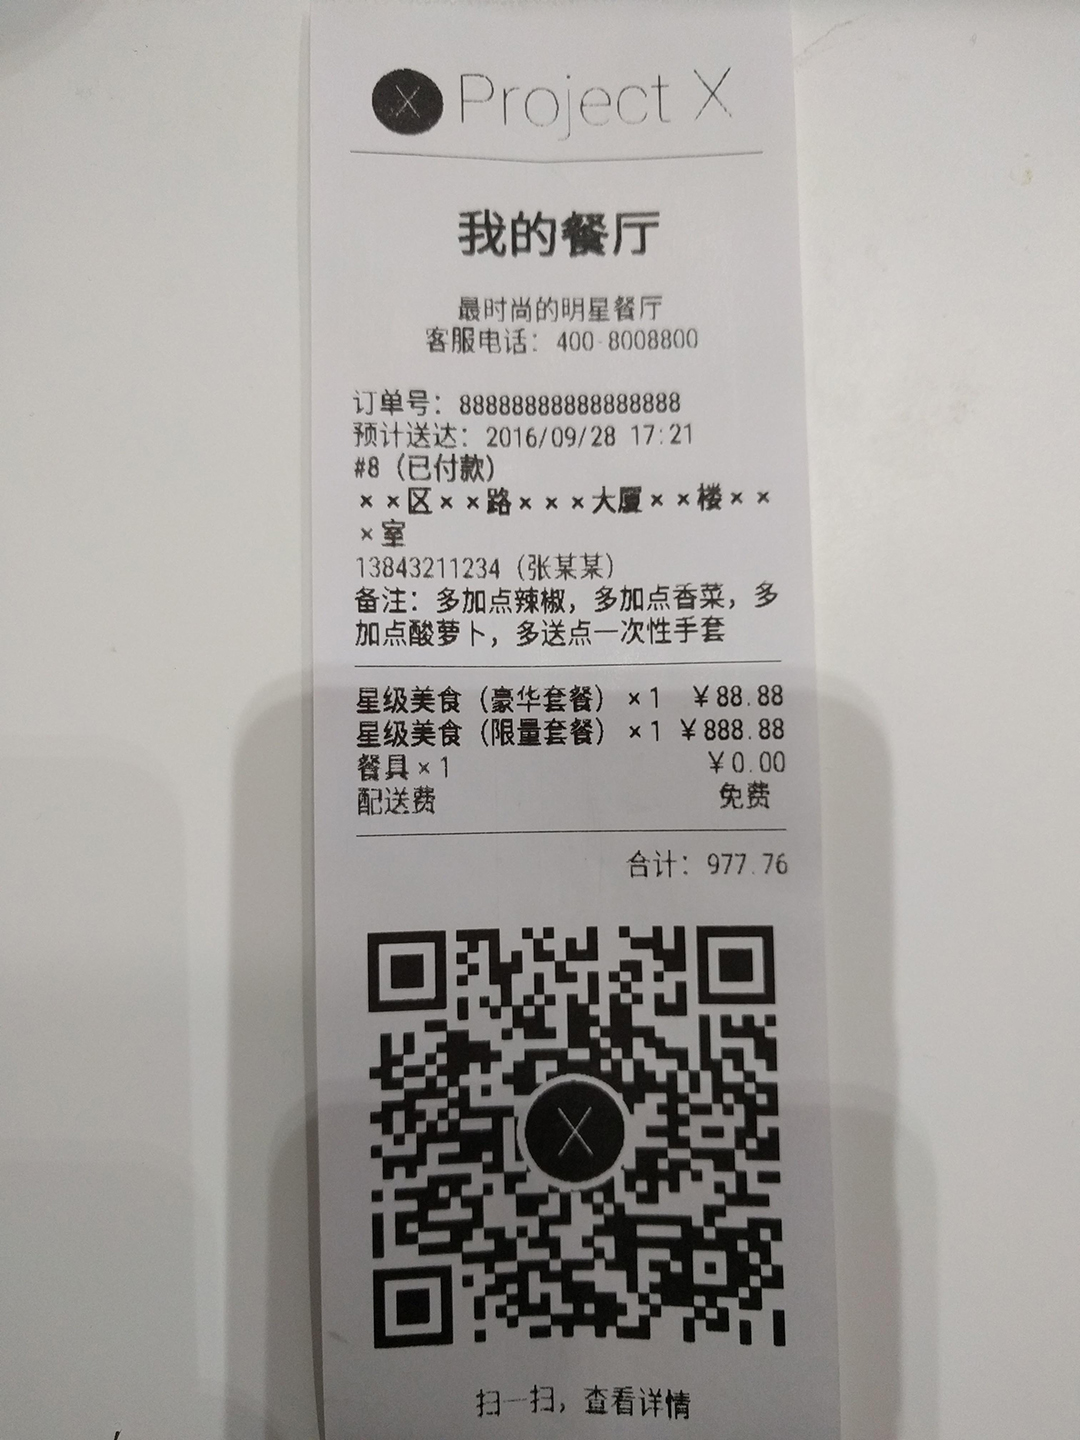 X Project X
我的餐厅
最时尚的明星餐厅
客服电话：400-8008800
订单号：88888888888888888
预计送达：2016/09/28 17:21
#8（已付款）
××区××路×××大厦××楼××
×室
13843211234（张某某）
备注：多加点辣椒，多加点香菜，多
加点酸萝卜，多送点一次性手套
星级美食（豪华套餐）×1 ￥88.88
星级美食（限量套餐）×1 ￥888.88
餐具×1 ￥0.00
配送费 免费
合计：977.76
X
扫一扫，查看详情